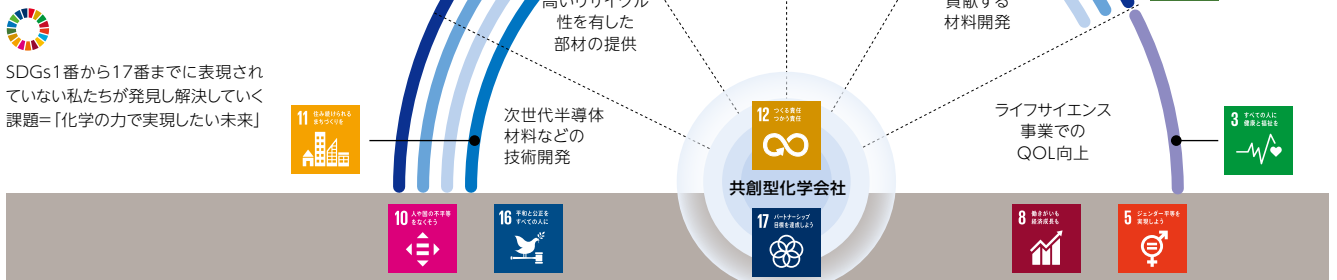 高いリサイクル
性を有した
部材の提供
貢献する
材料開発
SDGs1番から17番までに表現され
ていない私たちが発見し解決していく
課題=「化学の力で実現したい未来」
11 住み続けられる
まちづくりを
次世代半導体
材料などの
技術開発
12 つくる責任
つかう責任
共創型化学会社
ライフサイエンス
事業での
QOL向上
3 すべての人に
健康と福祉を
10 人や国の不平等
をなくそう
16 平和と公正を
すべての人に
17 パートナーシップで
目標を達成しよう
8 働きがいも
経済成長も
5 ジェンダー平等を
実現しよう